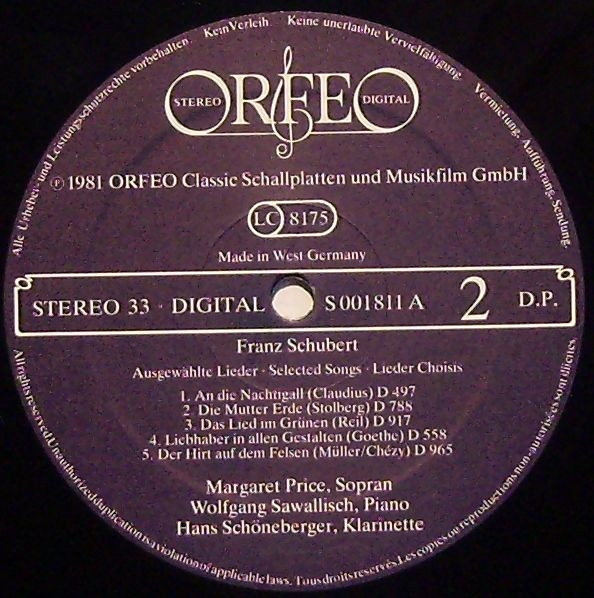 Alle Urheber- und Leistungsschutzrechte vorbehalten. Kein Verleih. Keine unerlaubte Vervielfältigung, Vermietung, Aufführung, Sendung.
ORFEO
STEREO DIGITAL
℗ 1981 ORFEO Classic Schallplatten und Musikfilm GmbH
LC 8175
Made in West Germany
STEREO 33 · DIGITAL S 001811 A 2 D.P.
Franz Schubert
Ausgewählte Lieder · Selected Songs · Lieder Choisis
1. An die Nachtigall (Claudius) D 497
2 Die Mutter Erde (Stolberg) D 788
3. Das Lied im Grünen (Reil) D 917
4. Liebhaber in allen Gestalten (Goethe) D 558
5. Der Hirt auf dem Felsen (Müller/Chézy) D 965
Margaret Price, Sopran
Wolfgang Sawallisch, Piano
Hans Schöneberger, Klarinette
All rights reserved Unauthorized duplication is a violation of applicable laws. Tous droits reservés. Les copies ou reproductions non-autorisées sont illicites.